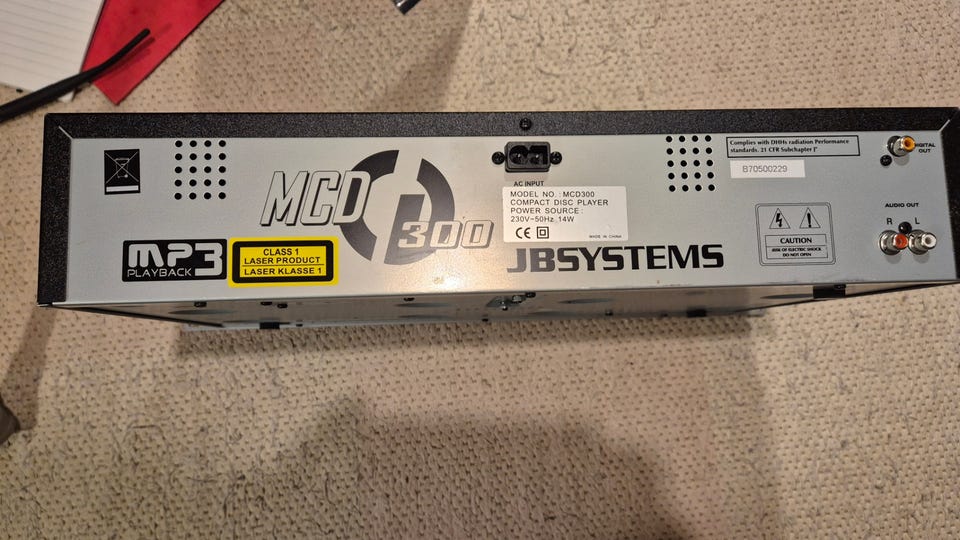 MCD
300
MP3
PLAYBACK
CLASS 1
LASER PRODUCT
LASER KLASSE 1
AC INPUT
MODEL NO. : MCD300
COMPACT DISC PLAYER
POWER SOURCE :
230V~50Hz 14W
CE
MADE IN CHINA
JBSYSTEMS
Complies with DHHs radiation Performance
standards. 21 CFR Subchapter J"
B70500229
CAUTION
RISK OF ELECTRIC SHOCK
DO NOT OPEN
DIGITAL
OUT
AUDIO OUT
R L